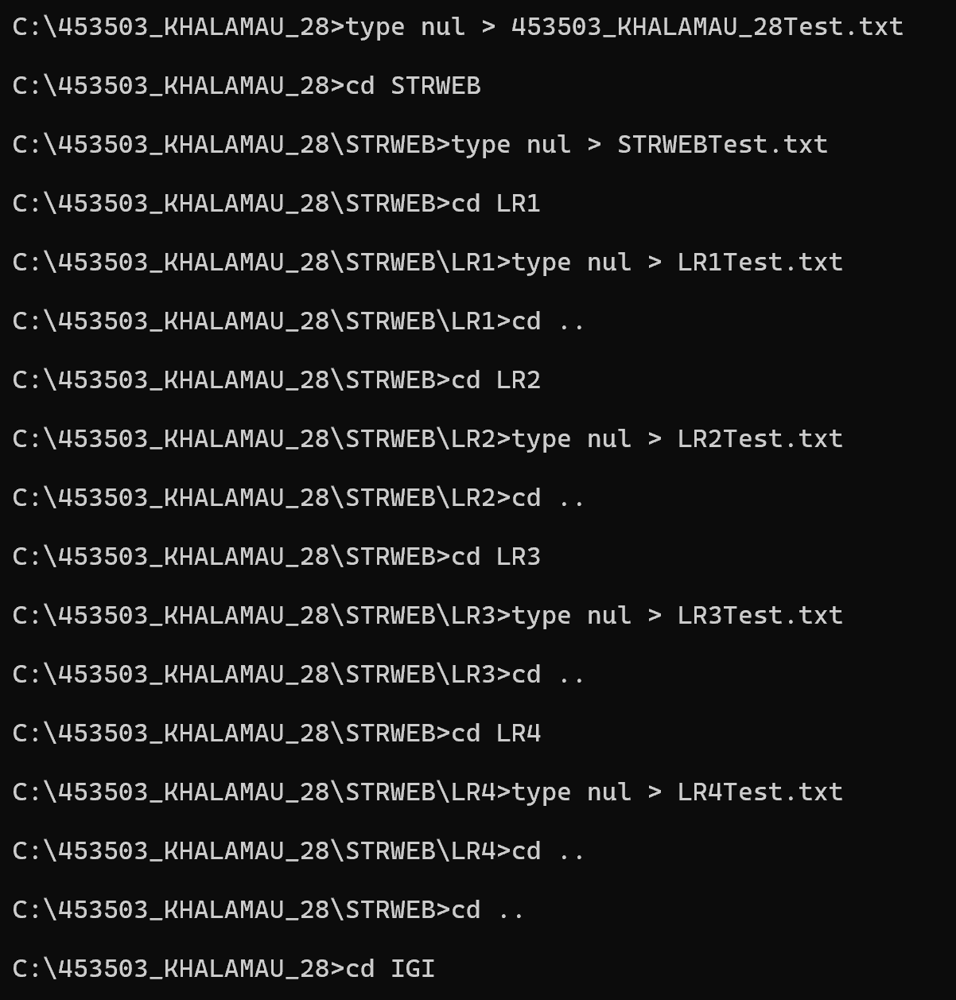 C:\453503_KHALAMAU_28>type nul > 453503_KHALAMAU_28Test.txt
C:\453503_KHALAMAU_28>cd STRWEB
C:\453503_KHALAMAU_28\STRWEB>type nul > STRWEBTest.txt
C:\453503_KHALAMAU_28\STRWEB>cd LR1
C:\453503_KHALAMAU_28\STRWEB\LR1>type nul > LR1Test.txt
C:\453503_KHALAMAU_28\STRWEB\LR1>cd ..
C:\453503_KHALAMAU_28\STRWEB>cd LR2
C:\453503_KHALAMAU_28\STRWEB\LR2>type nul > LR2Test.txt
C:\453503_KHALAMAU_28\STRWEB\LR2>cd ..
C:\453503_KHALAMAU_28\STRWEB>cd LR3
C:\453503_KHALAMAU_28\STRWEB\LR3>type nul > LR3Test.txt
C:\453503_KHALAMAU_28\STRWEB\LR3>cd ..
C:\453503_KHALAMAU_28\STRWEB>cd LR4
C:\453503_KHALAMAU_28\STRWEB\LR4>type nul > LR4Test.txt
C:\453503_KHALAMAU_28\STRWEB\LR4>cd ..
C:\453503_KHALAMAU_28\STRWEB>cd ..
C:\453503_KHALAMAU_28>cd IGI